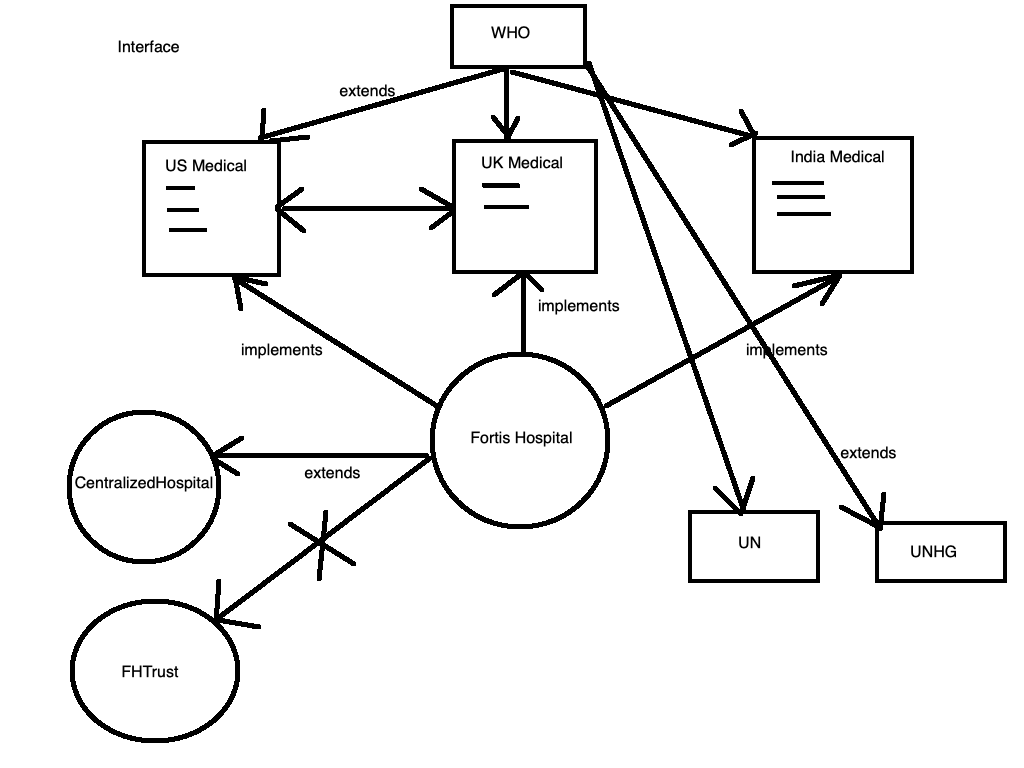 WHO
Interface
extends
US Medical
UK Medical
India Medical
implements
implements
implements
Fortis Hospital
extends
extends
CentralizedHospital
UN
UNHG
FHTrust